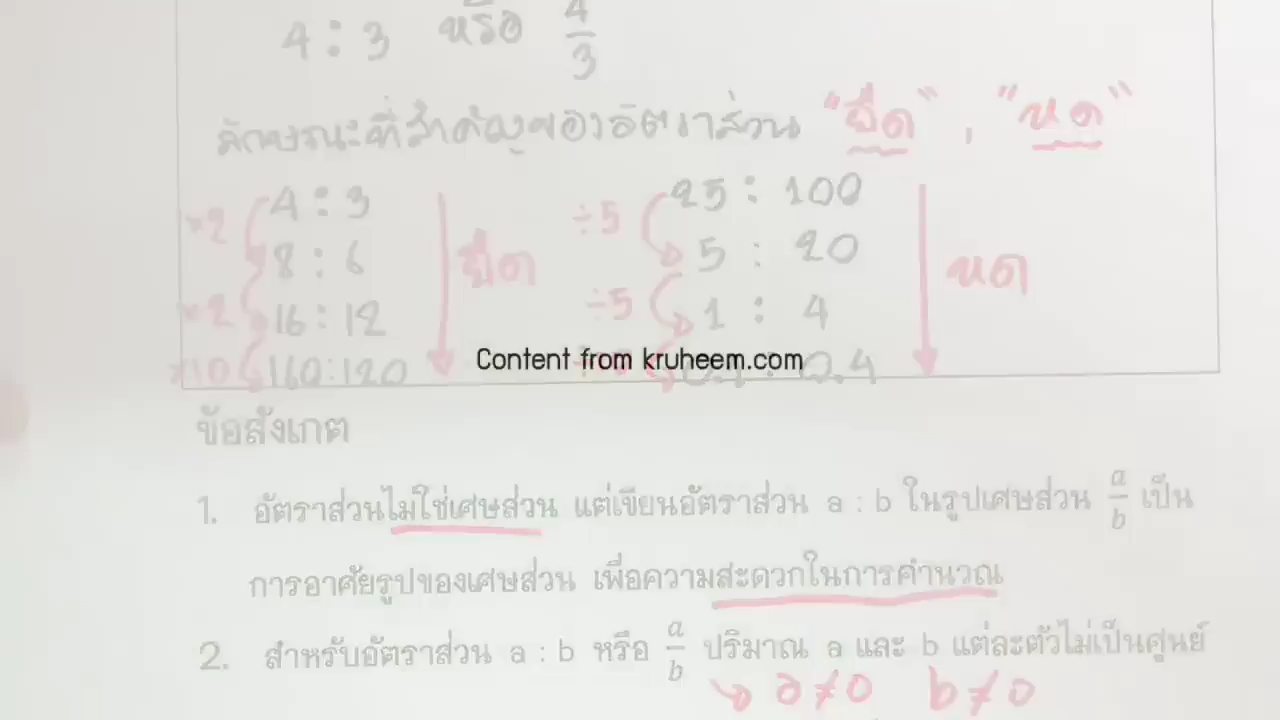 4 : 3 หรือ 4/3
ลักษณะที่สำคัญของอัตราส่วน "ยืด" , "หด"
×2 4 : 3 ÷5 25 : 100
8 : 6 ยืด 5 : 20 หด
×2 16 : 12 ÷5 1 : 4
×10 160 : 120 : 0.4
Content from kruheem.com
ข้อสังเกต
1. อัตราส่วนไม่ใช่เศษส่วน แต่เขียนอัตราส่วน a : b ในรูปเศษส่วน a/b เป็น
การอาศัยรูปของเศษส่วน เพื่อความสะดวกในการคำนวณ
2. สำหรับอัตราส่วน a : b หรือ a/b ปริมาณ a และ b แต่ละตัวไม่เป็นศูนย์
a ≠ 0 b ≠ 0